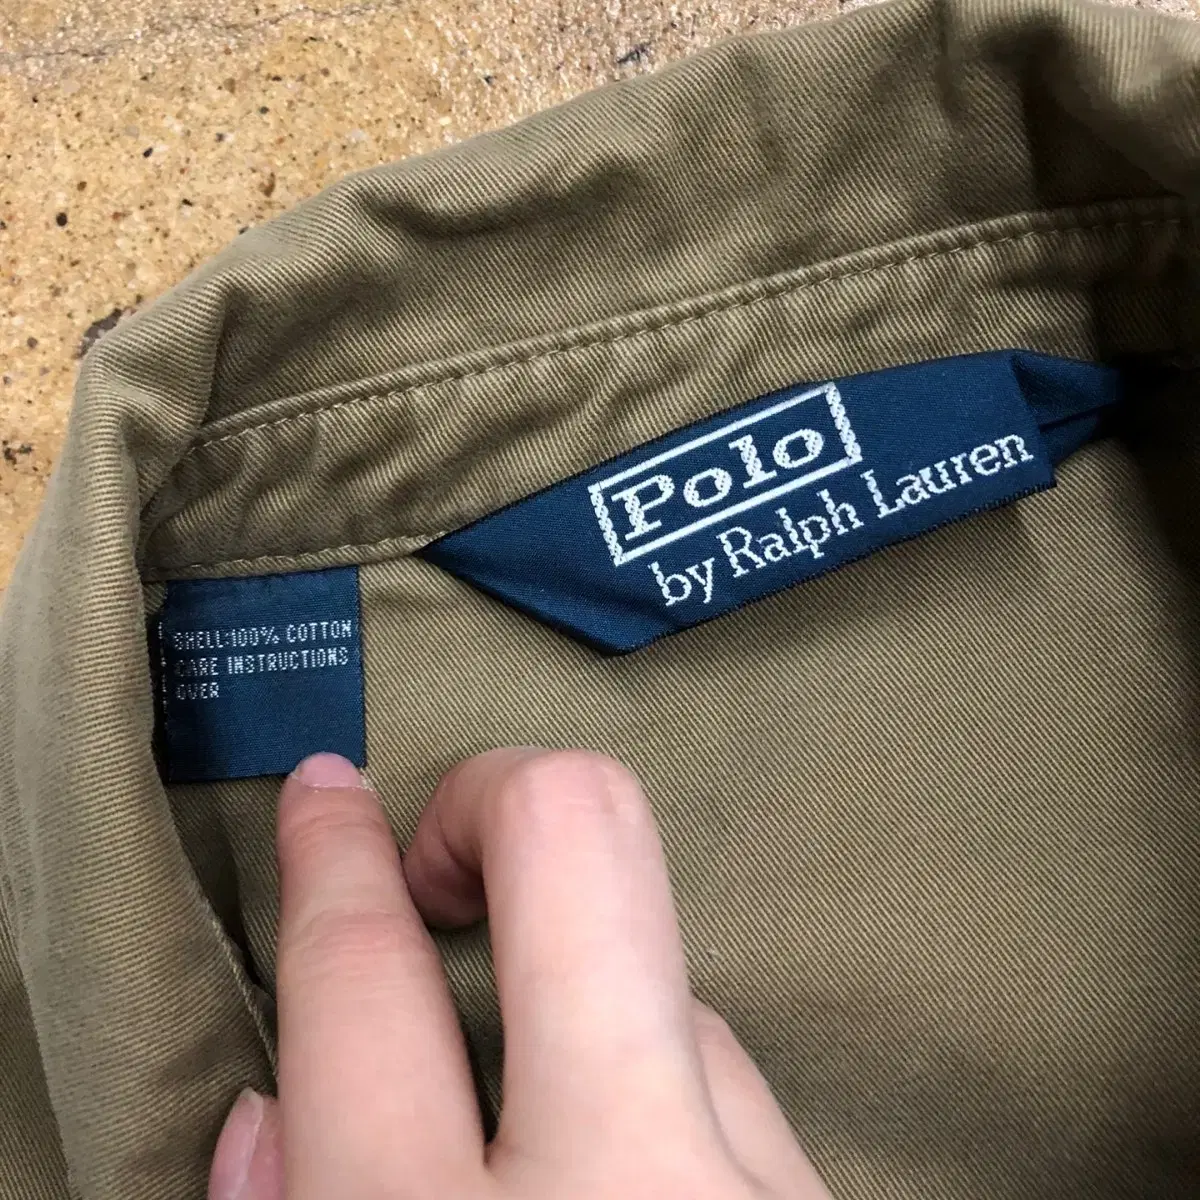 Polo
by Ralph Lauren
SHELL:100% COTTON
CARE INSTRUCTIONS
OVER